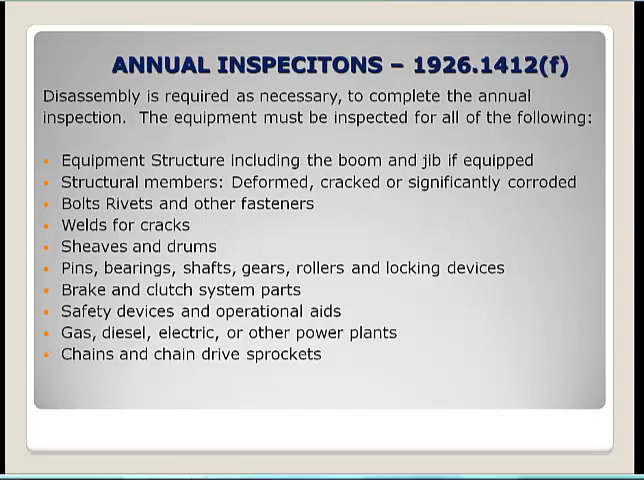 ANNUAL INSPECITONS – 1926.1412(f)
Disassembly is required as necessary, to complete the annual
inspection.  The equipment must be inspected for all of the following:
Equipment Structure including the boom and jib if equipped
Structural members: Deformed, cracked or significantly corroded
Bolts Rivets and other fasteners
Welds for cracks
Sheaves and drums
Pins, bearings, shafts, gears, rollers and locking devices
Brake and clutch system parts
Safety devices and operational aids
Gas, diesel, electric, or other power plants
Chains and chain drive sprockets